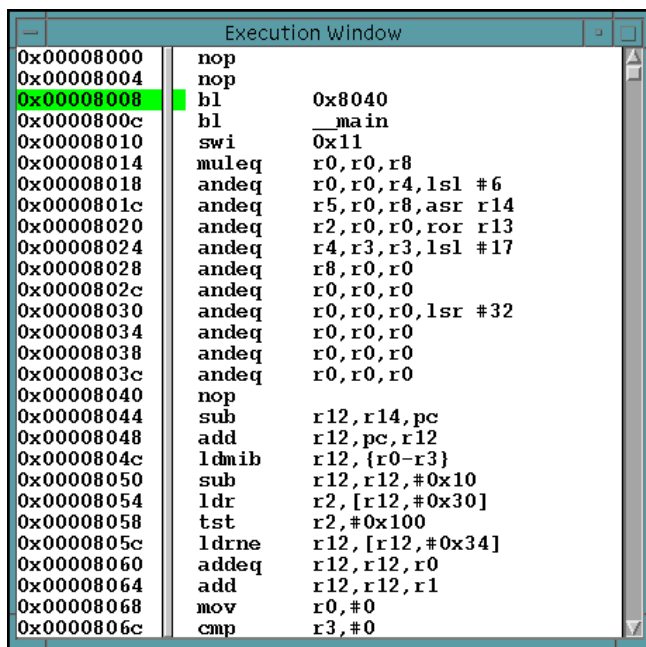 Execution Window
0x00008000 nop
0x00008004 nop
0x00008008 bl 0x8040
0x0000800c bl __main
0x00008010 swi 0x11
0x00008014 muleq r0,r0,r8
0x00008018 andeq r0,r0,r4,lsl #6
0x0000801c andeq r5,r0,r8,asr r14
0x00008020 andeq r2,r0,r0,ror r13
0x00008024 andeq r4,r3,r3,lsl #17
0x00008028 andeq r8,r0,r0
0x0000802c andeq r0,r0,r0
0x00008030 andeq r0,r0,r0,lsr #32
0x00008034 andeq r0,r0,r0
0x00008038 andeq r0,r0,r0
0x0000803c andeq r0,r0,r0
0x00008040 nop
0x00008044 sub r12,r14,pc
0x00008048 add r12,pc,r12
0x0000804c ldmib r12,{r0-r3}
0x00008050 sub r12,r12,#0x10
0x00008054 ldr r2,[r12,#0x30]
0x00008058 tst r2,#0x100
0x0000805c ldrne r12,[r12,#0x34]
0x00008060 addeq r12,r12,r0
0x00008064 add r12,r12,r1
0x00008068 mov r0,#0
0x0000806c cmp r3,#0